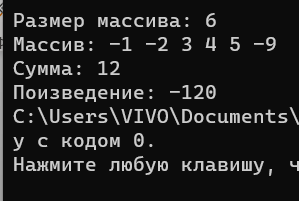 Размер массива: 6
Массив: -1 -2 3 4 5 -9
Сумма: 12
Поизведение: -120
C:\Users\VIVO\Documents\
у с кодом 0.
Нажмите любую клавишу, ч